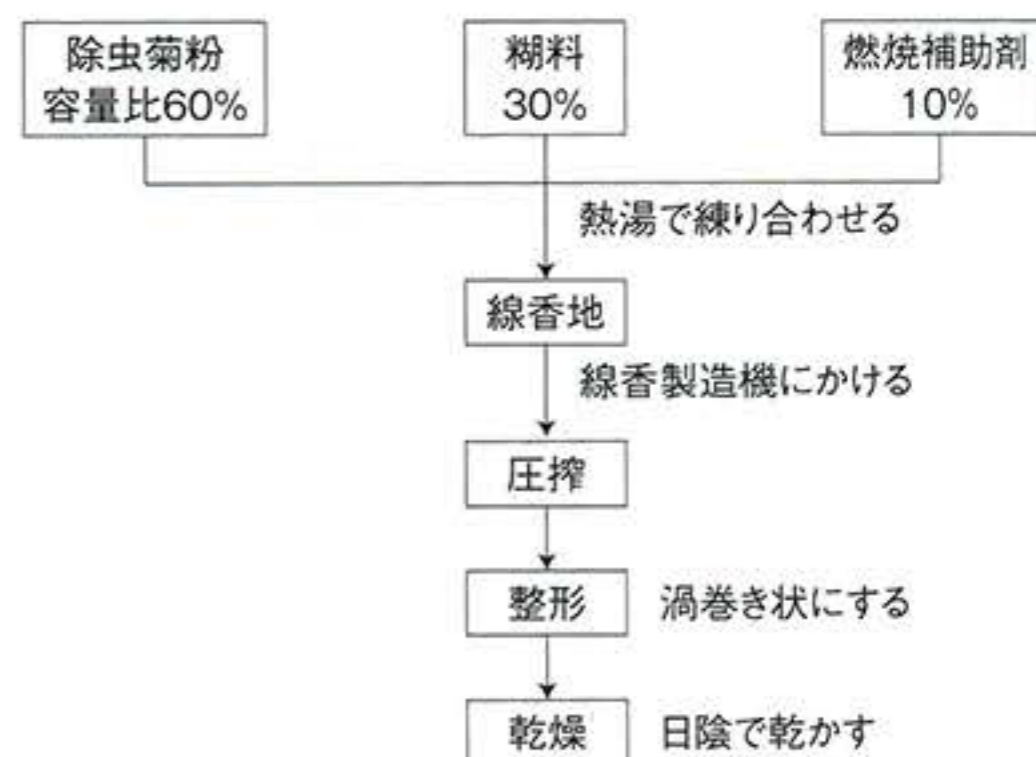 除虫菊粉
容量比60%
糊料
30%
燃焼補助剤
10%
熱湯で練り合わせる
線香地
線香製造機にかける
圧搾
整形
渦巻き状にする
乾燥
日陰で乾かす